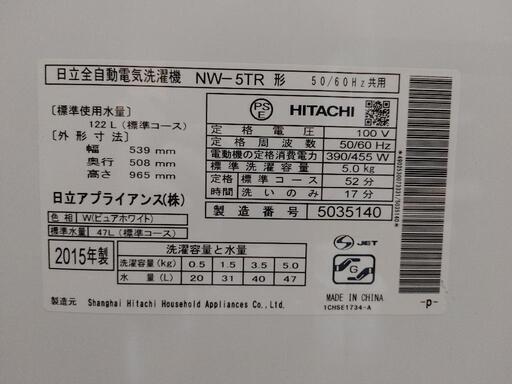 日立全自動電気洗濯機 NW-5TR 形 50/60Hz共用
[標準使用水量]
122L(標準コース)
[外形寸法]
幅 539 mm
奥行 508 mm
高さ 965 mm
日立アプライアンス(株)
色相 W(ピュアホワイト)
標準水量 47L(標準コース)
PS
E
HITACHI
定格電圧 100 V
定格周波数 50/60 Hz
電動機の定格消費電力 390/455 W
標準洗濯容量 5.0 kg
定格 標準コース 52 分
時間 洗いのみ 17 分
製造番号 5035140
2015年製
洗濯容量と水量
洗濯容量(kg) 0.5 1.5 3.5 5.0
水量(L) 20 31 40 47
JET
G
製造元 Shanghai Hitachi Household Appliances Co., Ltd.
MADE IN CHINA
1CHSE1734-A
-p-